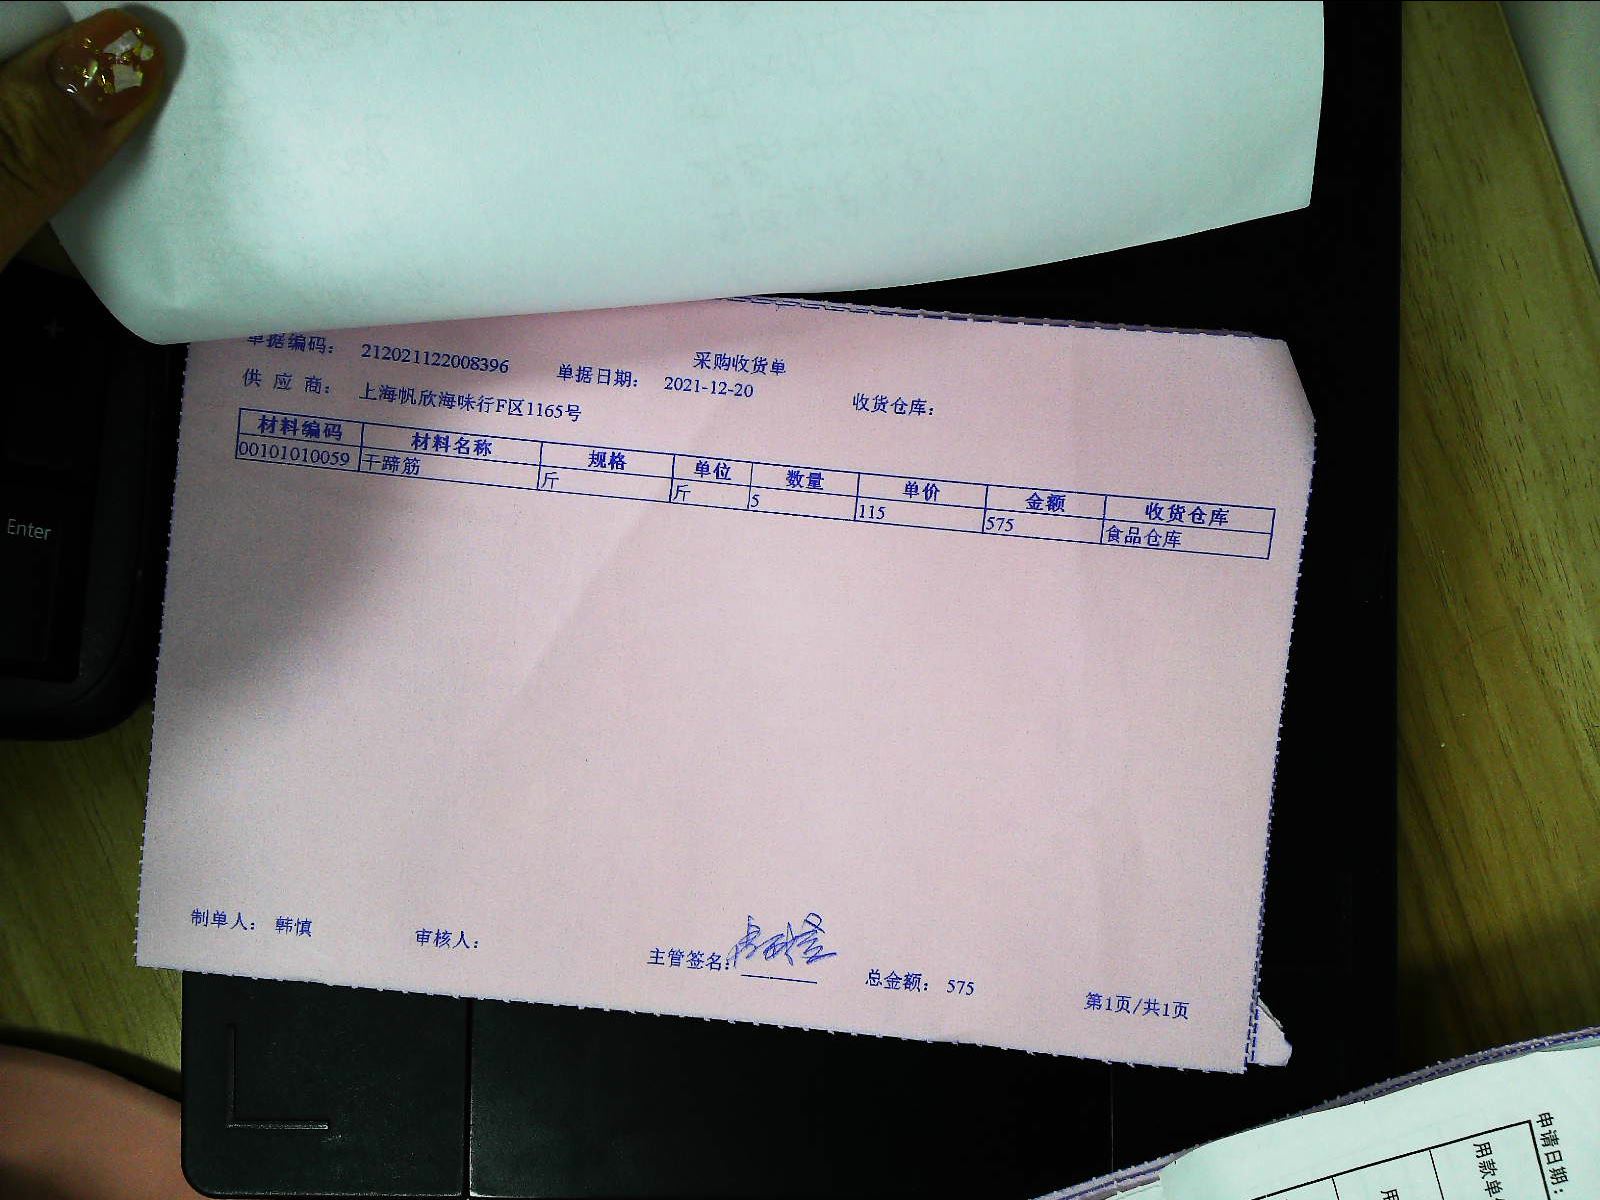 Enter
采购收货单
单据编码： 212021122008396 单据日期： 2021-12-20 收货仓库：
供 应 商： 上海帆欣海味行F区1165号
材料编码 材料名称 规格 单位 数量 单价 金额 收货仓库
00101010059 干蹄筋 斤 斤 5 115 575 食品仓库
制单人： 韩慎 审核人： 主管签名： 总金额： 575 第1页/共1页
申请日期：
用款单
用